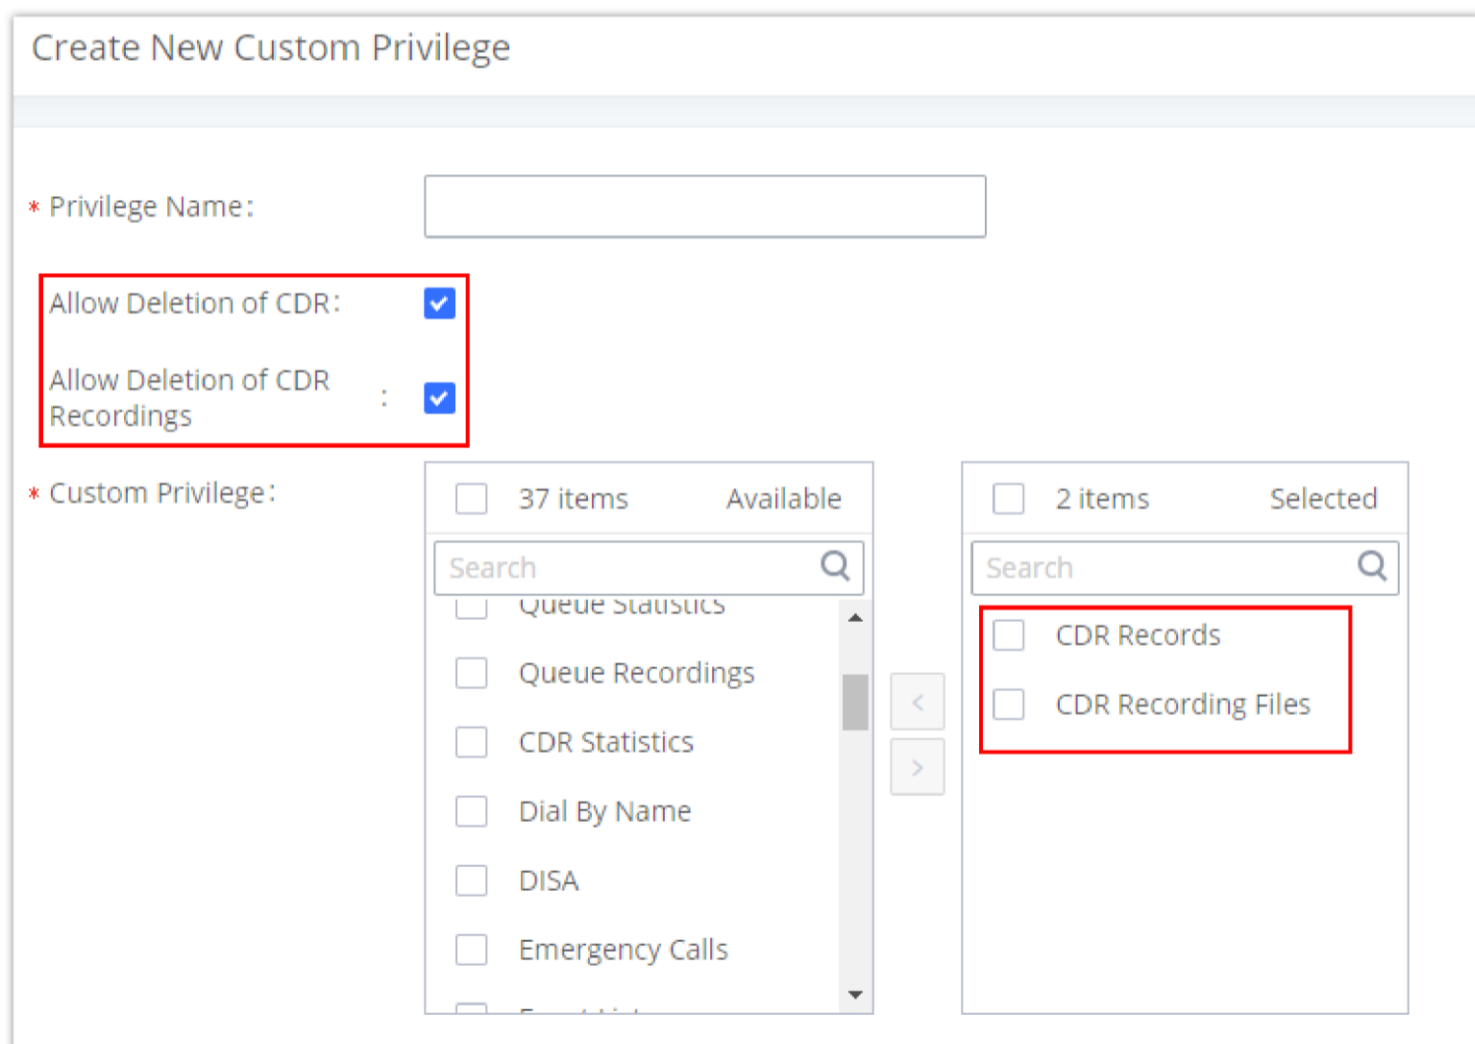 Create New Custom Privilege
* Privilege Name:
Allow Deletion of CDR:
Allow Deletion of CDR
Recordings :
* Custom Privilege:
37 items Available
Search
Queue Statistics
Queue Recordings
CDR Statistics
Dial By Name
DISA
Emergency Calls
< >
2 items Selected
Search
CDR Records
CDR Recording Files